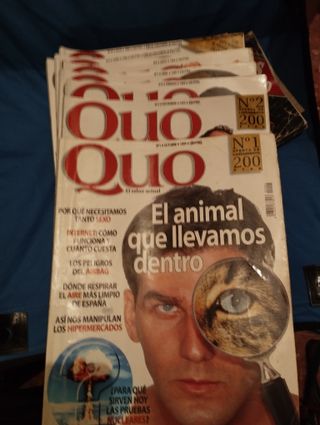 Quo
Nº2
200
Quo
Nº1
200
Quo
El saber actual
POR QUÉ NECESITAMOS
TANTO SEXO
INTERNET: CÓMO
FUNCIONA Y
CUÁNTO CUESTA
LOS PELIGROS
DEL AIRBAG
DÓNDE RESPIRAR
EL AIRE MÁS LIMPIO
DE ESPAÑA
ASÍ NOS MANIPULAN
LOS HIPERMERCADOS
El animal
que llevamos
dentro
¿PARA QUÉ
SIRVEN HOY
LAS PRUEBAS
NUCLEARES?